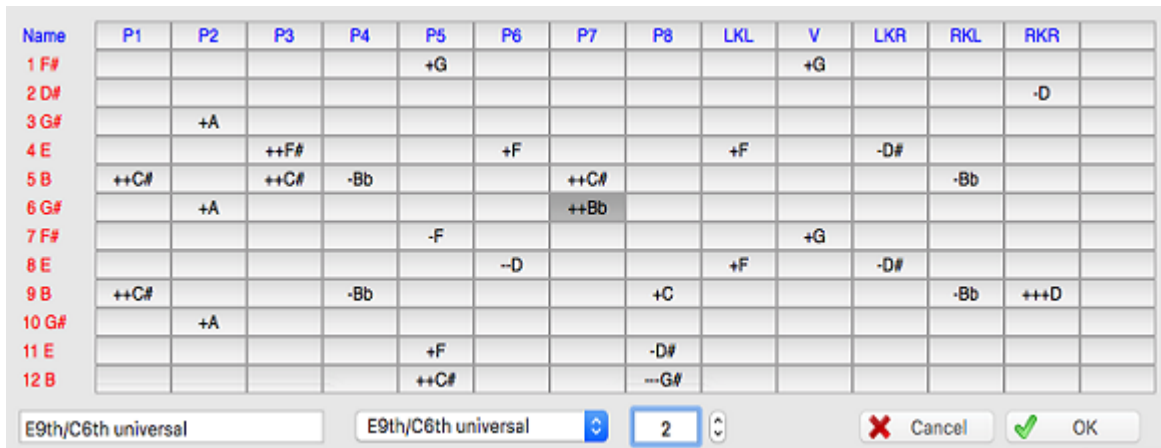 Name P1 P2 P3 P4 P5 P6 P7 P8 LKL V LKR RKL RKR
1 F# +G +G
2 D# -D
3 G# +A
4 E ++F# +F +F -D#
5 B ++C# ++C# -Bb ++C# -Bb
6 G# +A ++Bb
7 F# -F +G
8 E --D +F -D#
9 B ++C# -Bb +C -Bb +++D
10 G# +A
11 E +F -D#
12 B ++C# ---G#
E9th/C6th universal E9th/C6th universal 2 Cancel OK